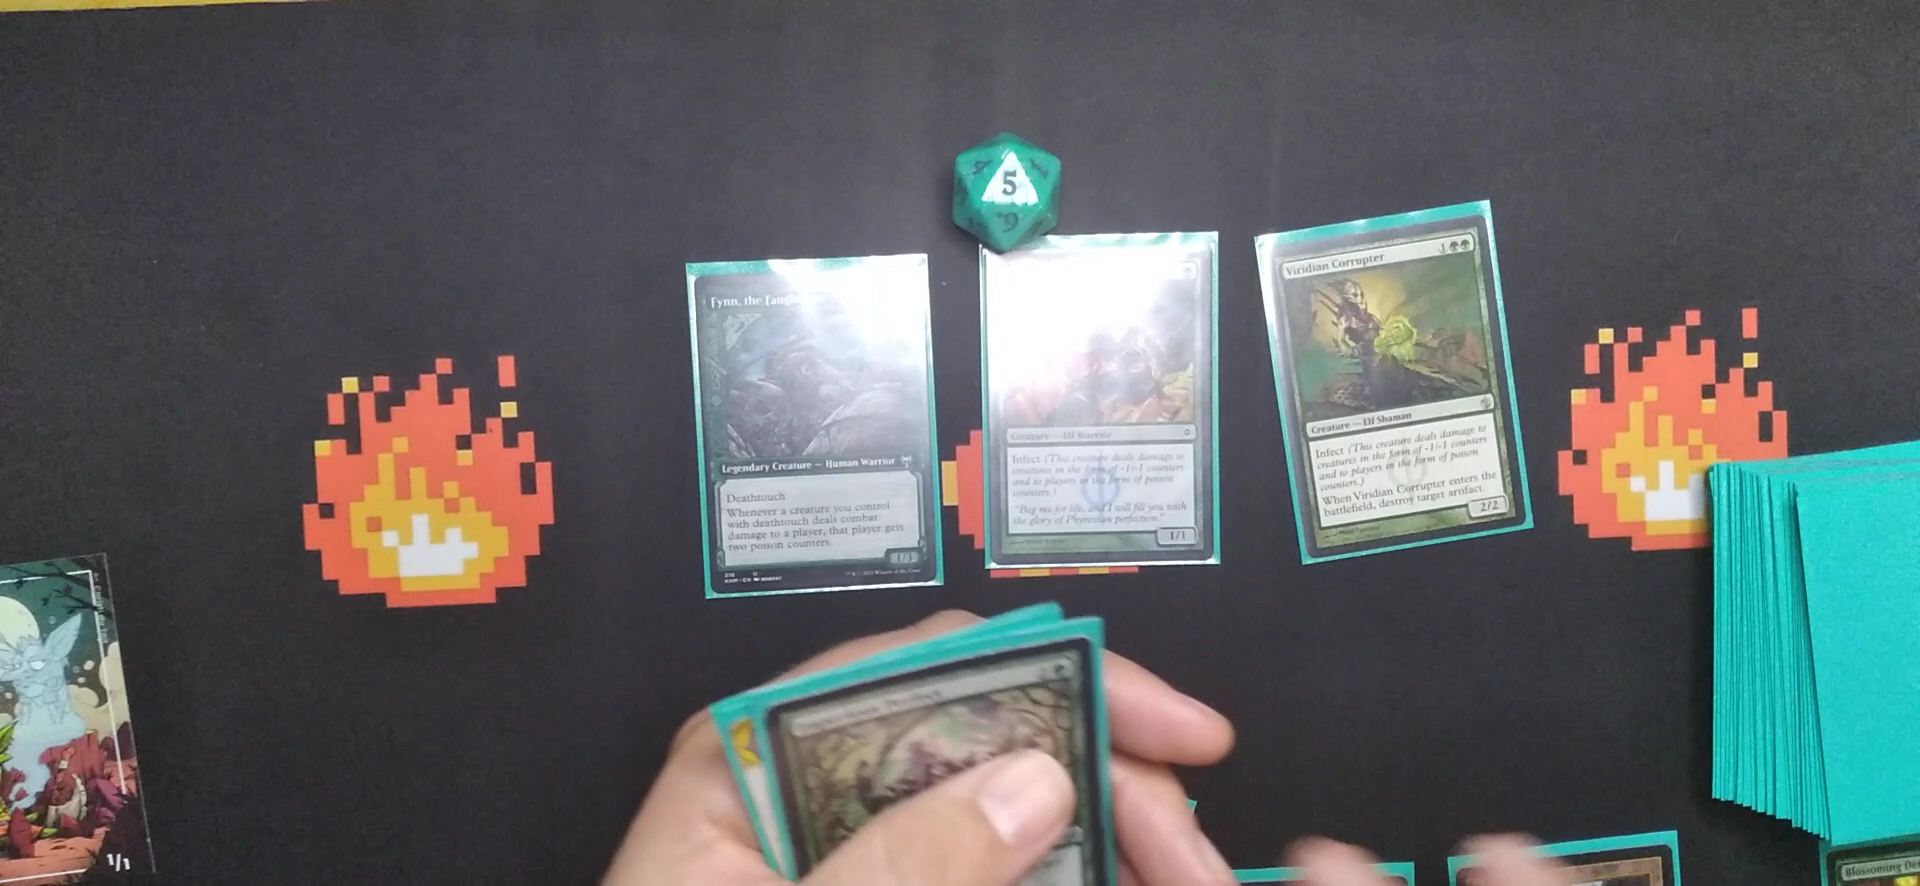 5
6.
Fynn, the Fang
Legendary Creature — Human Warrior
Deathtouch
Whenever a creature you control
with deathtouch deals combat
damage to a player, that player gets
two poison counters.
1/3
Creature — Elf Warrior
Infect (This creature deals damage to
creatures in the form of -1/-1 counters
and to players in the form of poison
counters.)
"Beg me for life, and I will fill you with
the glory of Phyrexian perfection."
1/1
Viridian Corrupter
1
Creature — Elf Shaman
Infect (This creature deals damage to
creatures in the form of -1/-1 counters
and to players in the form of poison
counters.)
When Viridian Corrupter enters the
battlefield, destroy target artifact.
2/2
1/1
Blossoming De